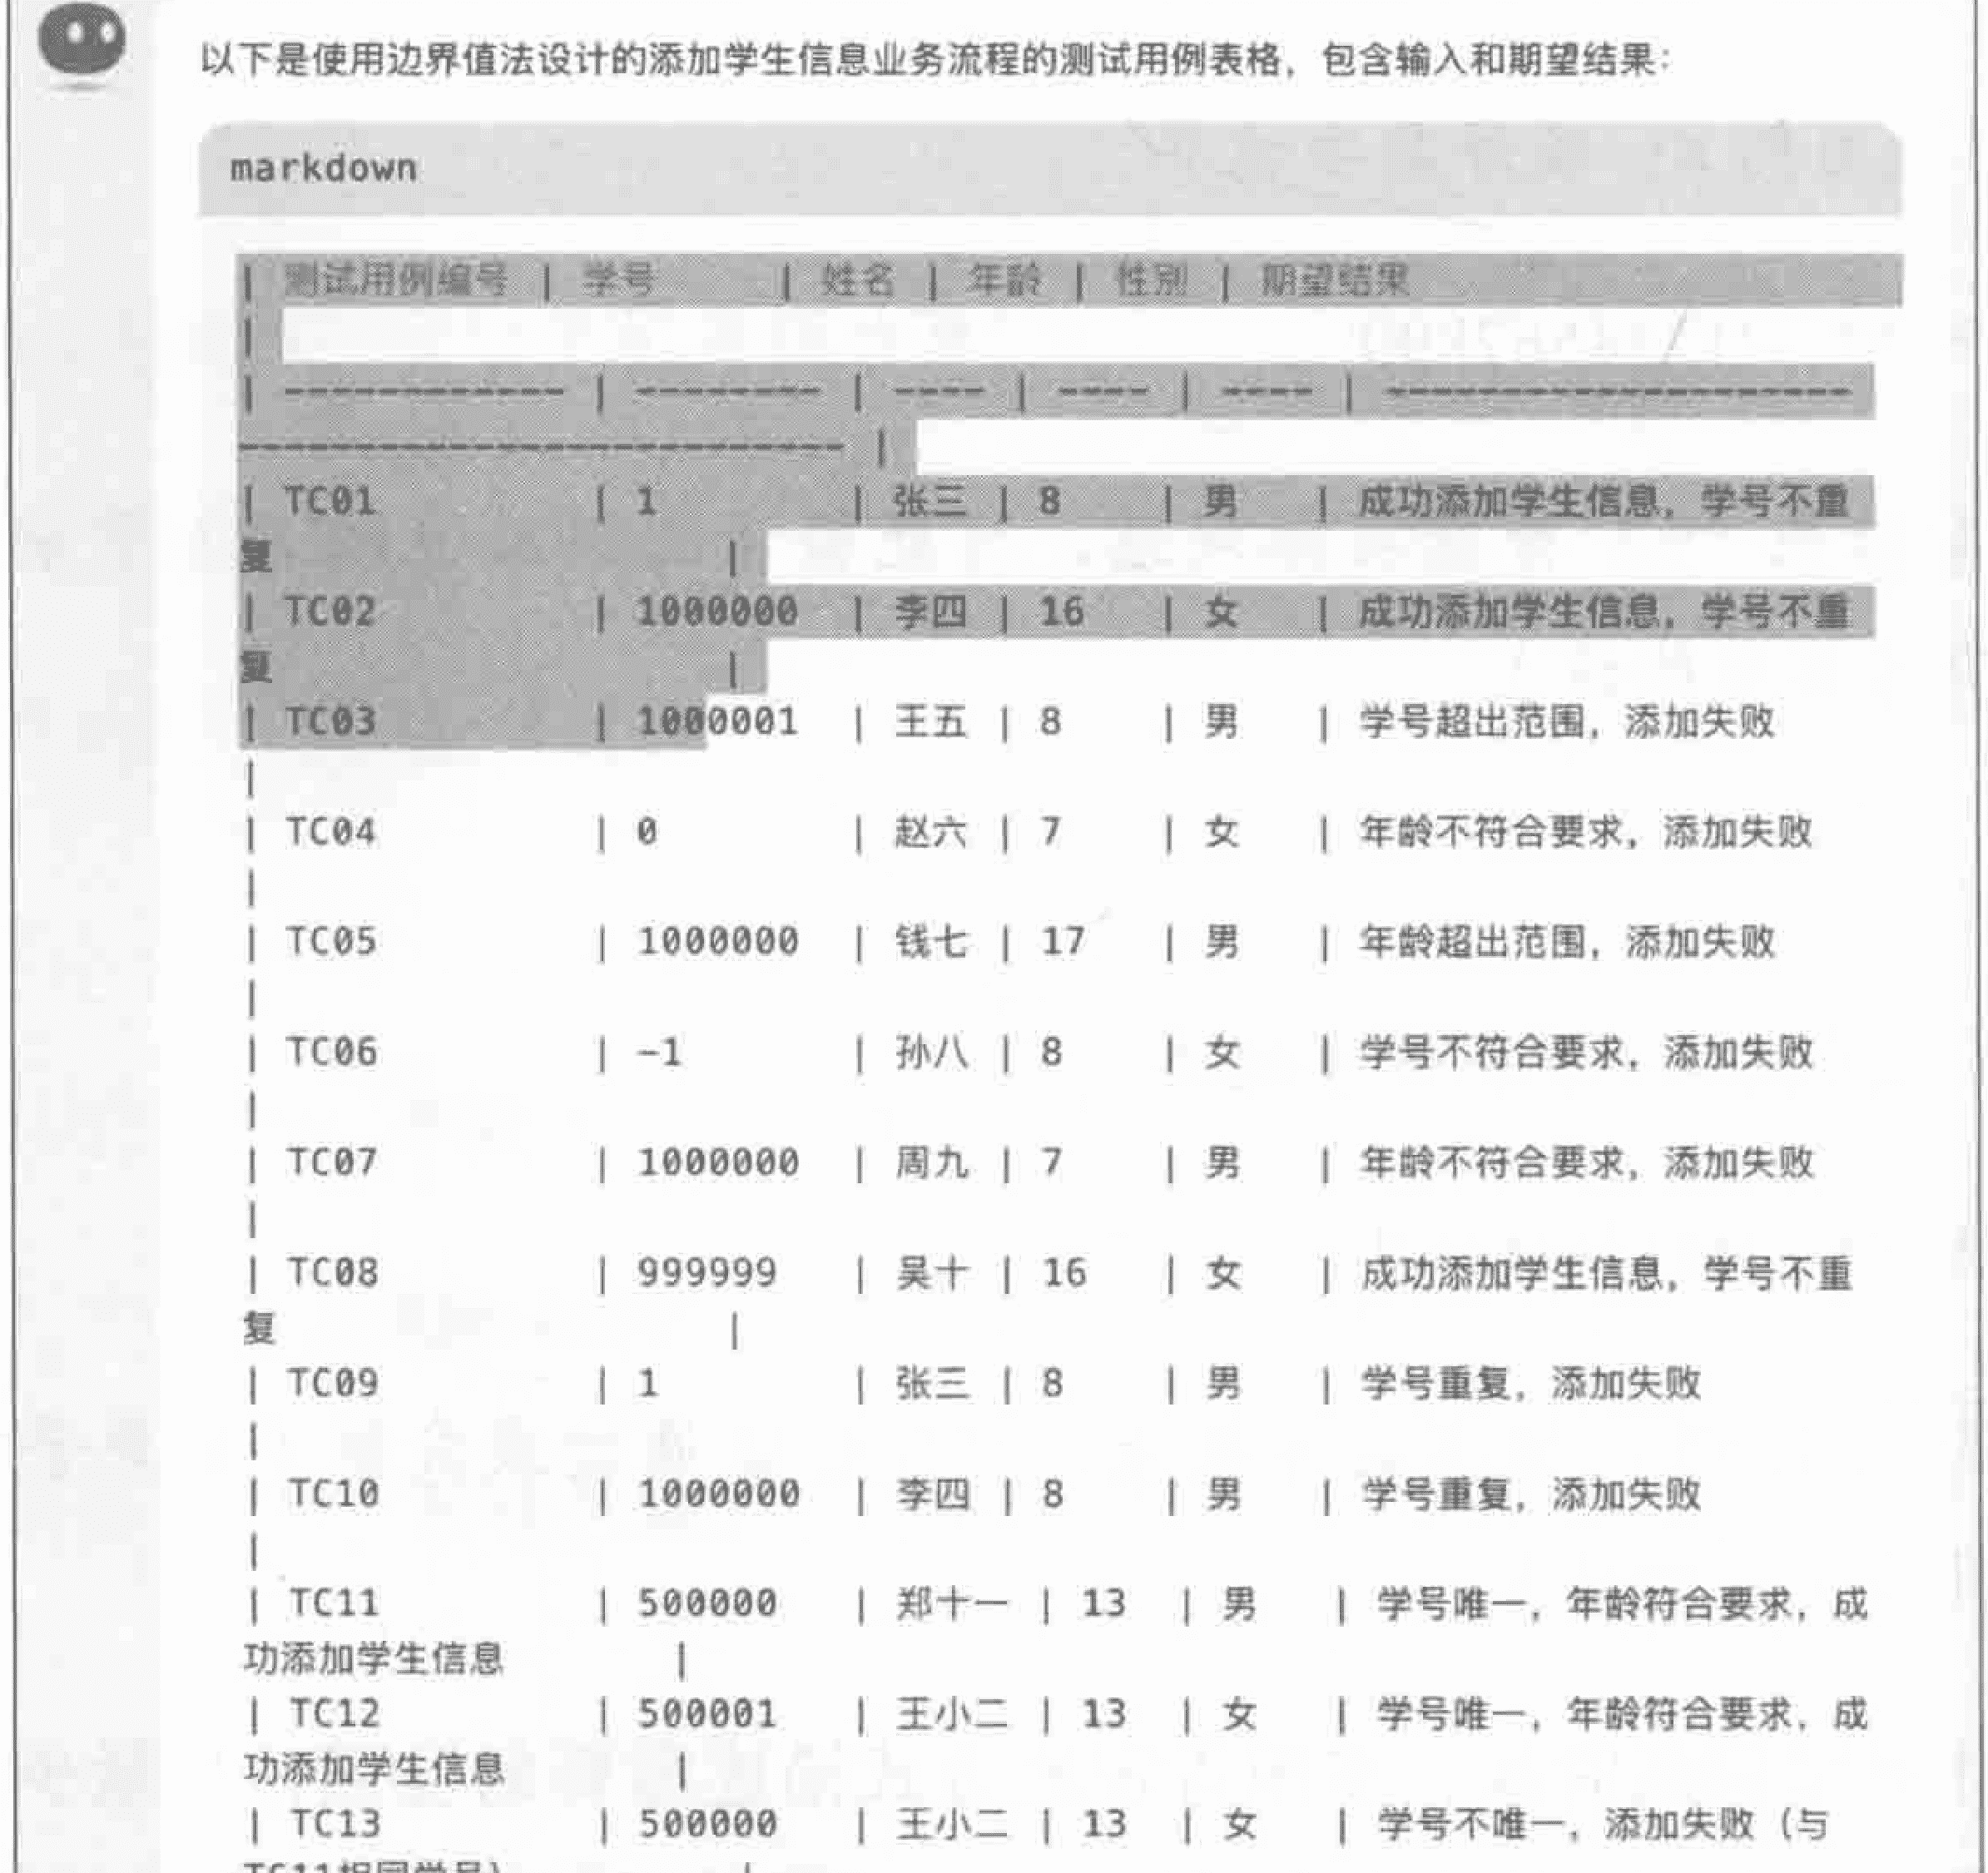 以下是使用边界值法设计的添加学生信息业务流程的测试用例表格，包含输入和期望结果：
markdown
| 测试用例编号 | 学号 | 姓名 | 年龄 | 性别 | 期望结果
|
| ------------ | -------- | ---- | ---- | ---- | --------------------
-------------------------- |
| TC01 | 1 | 张三 | 8 | 男 | 成功添加学生信息，学号不重
复 |
| TC02 | 1000000 | 李四 | 16 | 女 | 成功添加学生信息，学号不重
复 |
| TC03 | 1000001 | 王五 | 8 | 男 | 学号超出范围，添加失败
|
| TC04 | 0 | 赵六 | 7 | 女 | 年龄不符合要求，添加失败
|
| TC05 | 1000000 | 钱七 | 17 | 男 | 年龄超出范围，添加失败
|
| TC06 | -1 | 孙八 | 8 | 女 | 学号不符合要求，添加失败
|
| TC07 | 1000000 | 周九 | 7 | 男 | 年龄不符合要求，添加失败
|
| TC08 | 999999 | 吴十 | 16 | 女 | 成功添加学生信息，学号不重
复 |
| TC09 | 1 | 张三 | 8 | 男 | 学号重复，添加失败
|
| TC10 | 1000000 | 李四 | 8 | 男 | 学号重复，添加失败
|
| TC11 | 500000 | 郑十一 | 13 | 男 | 学号唯一，年龄符合要求，成
功添加学生信息 |
| TC12 | 500001 | 王小二 | 13 | 女 | 学号唯一，年龄符合要求，成
功添加学生信息 |
| TC13 | 500000 | 王小二 | 13 | 女 | 学号不唯一，添加失败（与
TC11相同学号） |